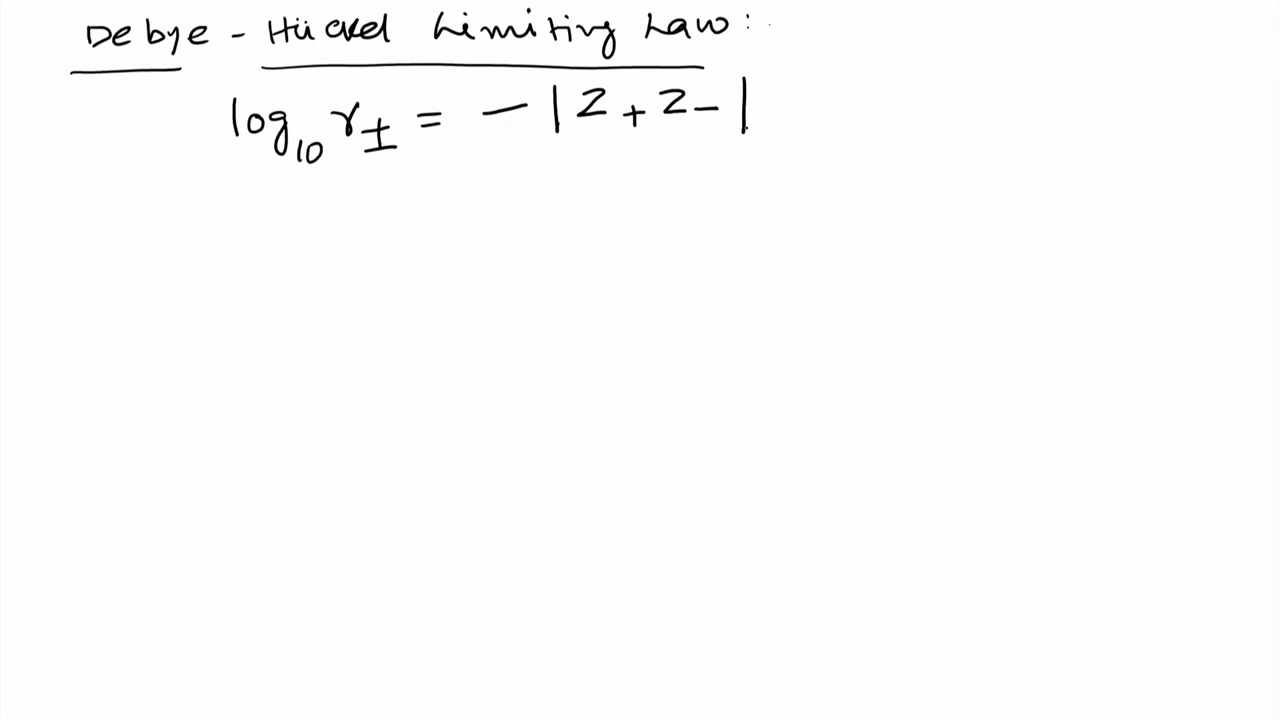 Debye - Hückel Limiting Law:
log₁₀ γ± = - |Z₊Z₋|